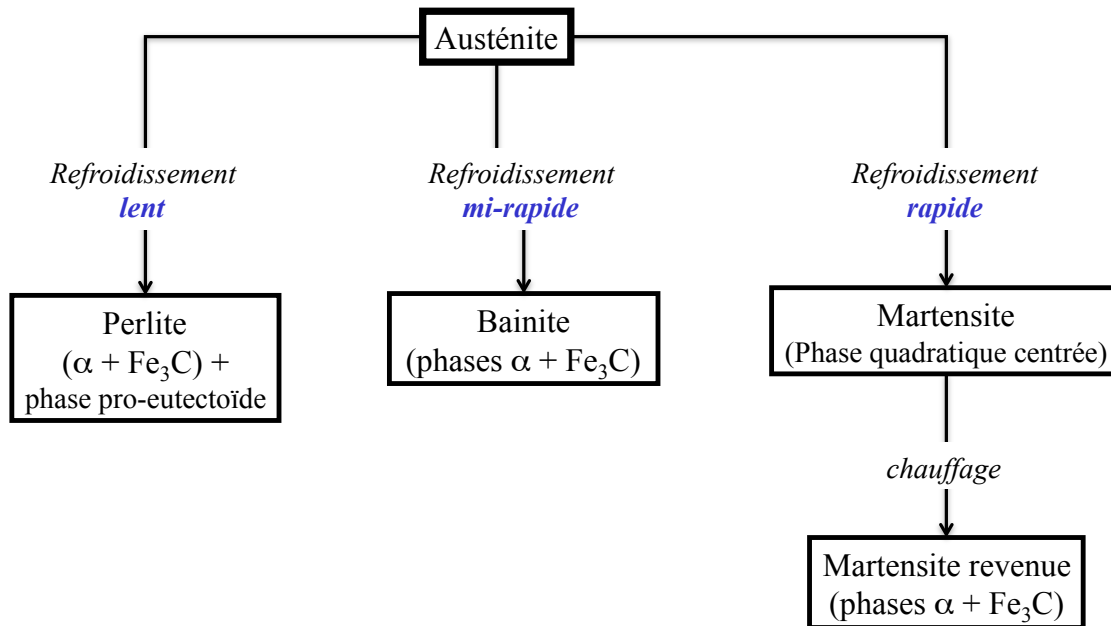 Austénite
Refroidissement
lent
Refroidissement
mi-rapide
Refroidissement
rapide
Perlite
(α + Fe₃C) +
phase pro-eutectoïde
Bainite
(phases α + Fe₃C)
Martensite
(Phase quadratique centrée)
chauffage
Martensite revenue
(phases α + Fe₃C)